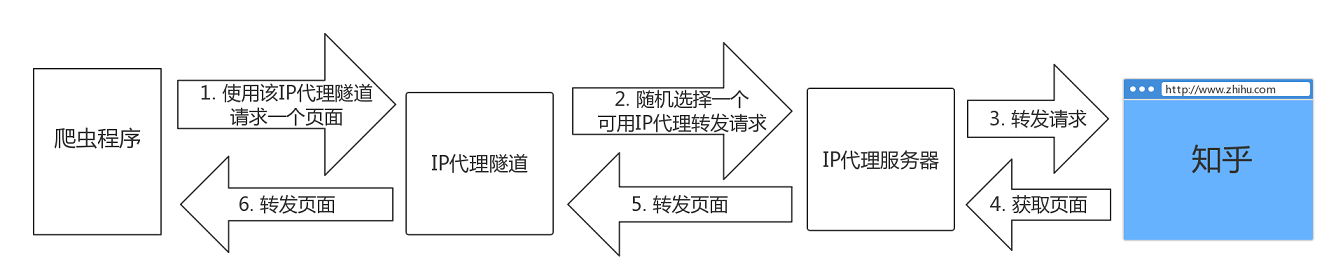 爬虫程序
1. 使用该IP代理隧道
请求一个页面
6. 转发页面
IP代理隧道
2. 随机选择一个
可用IP代理转发请求
5. 转发页面
IP代理服务器
3. 转发请求
4. 获取页面
http://www.zhihu.com
知乎